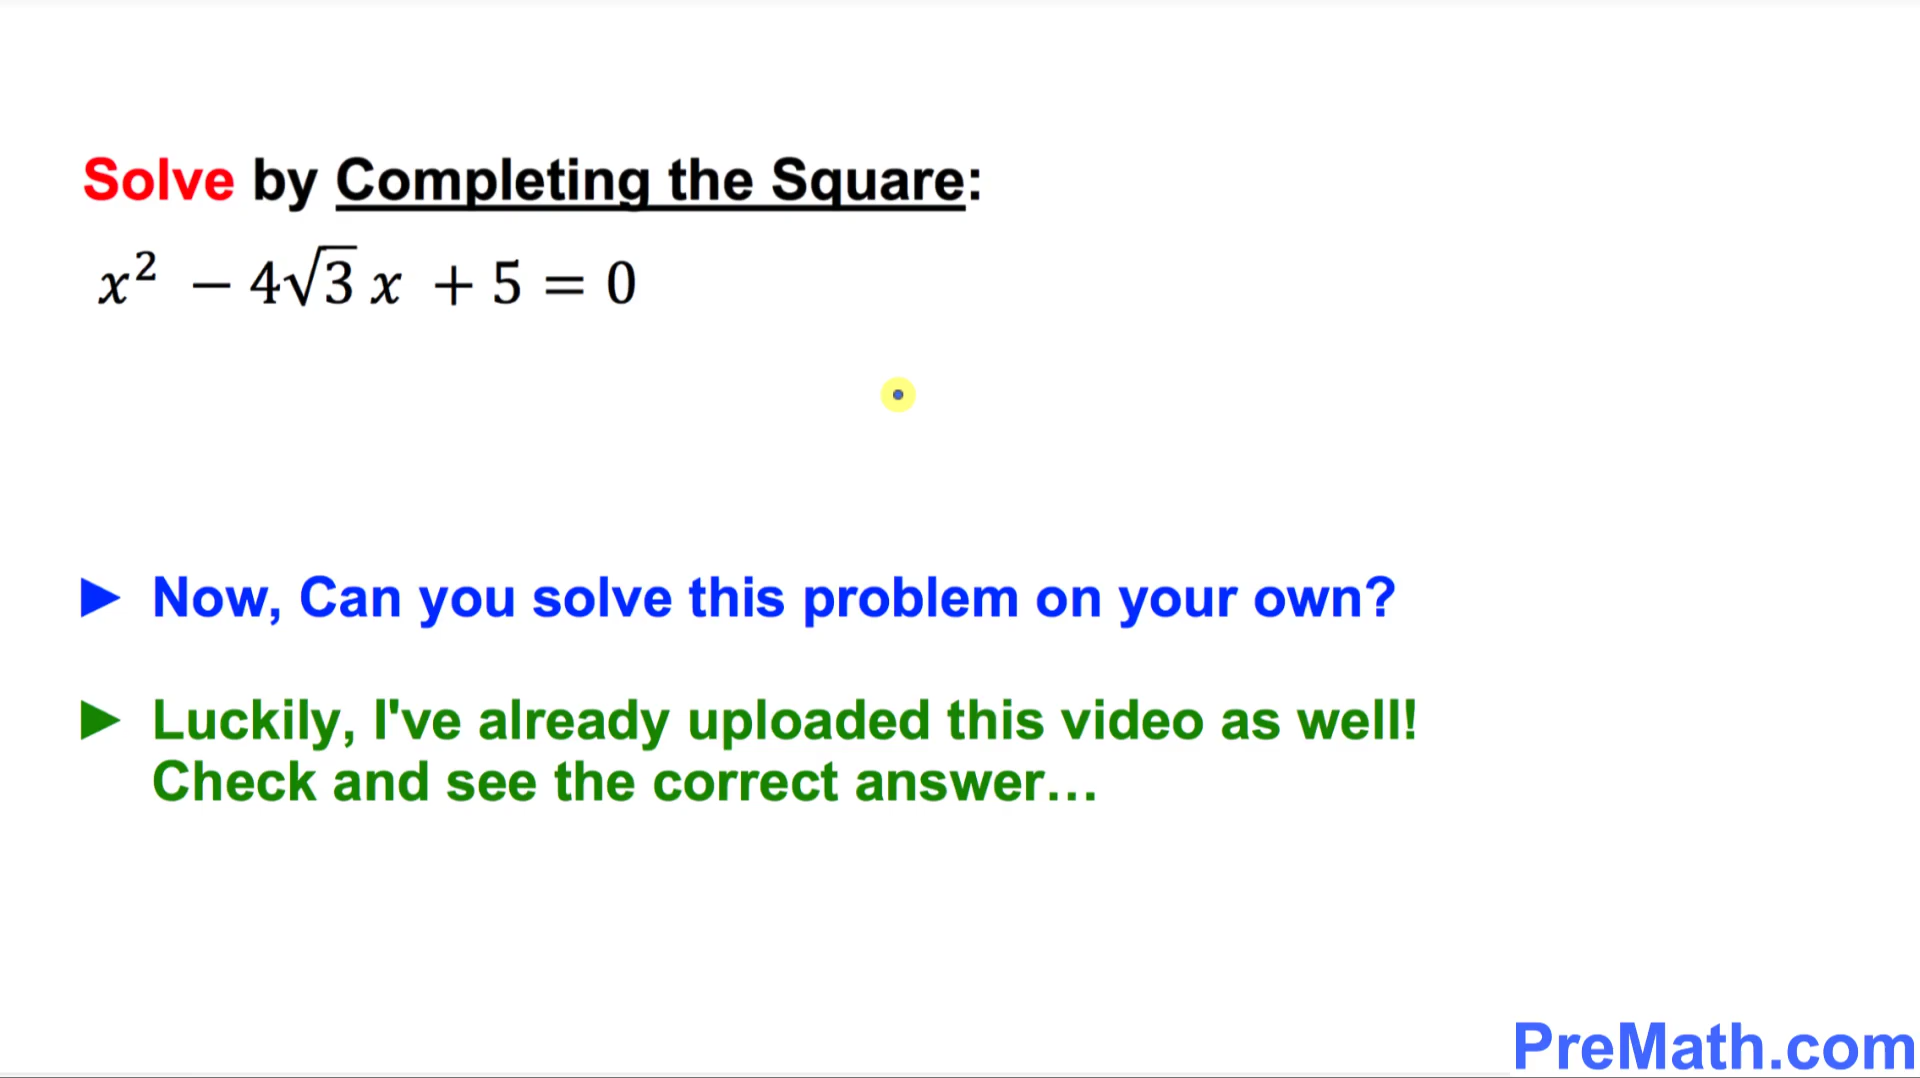 Solve by Completing the Square:
x² − 4√3 x + 5 = 0
► Now, Can you solve this problem on your own?
► Luckily, I've already uploaded this video as well!
Check and see the correct answer…
PreMath.com